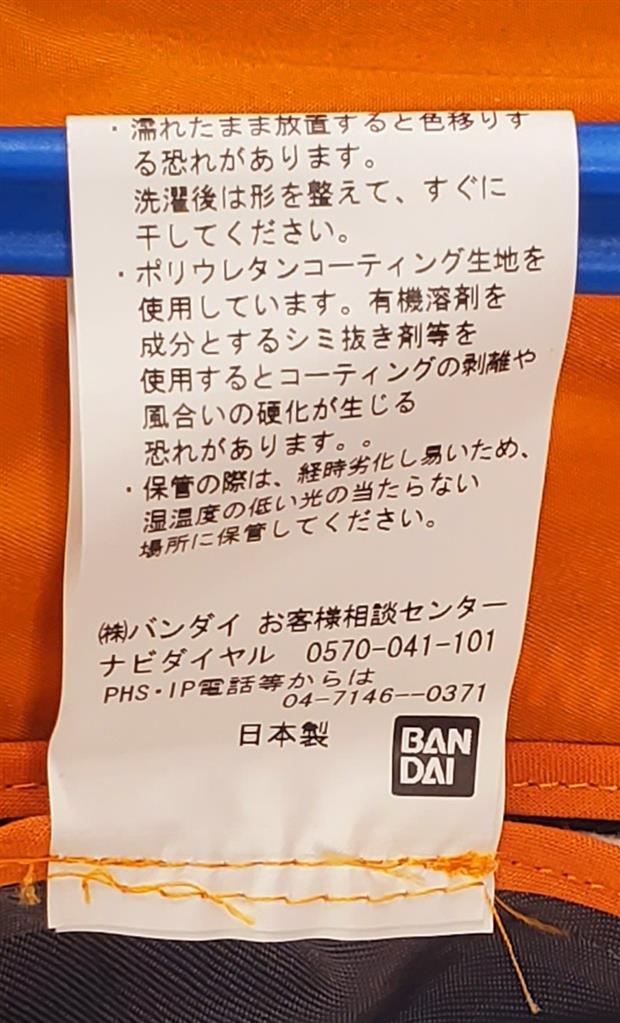 ・濡れたまま放置すると色移りす
る恐れがあります。
洗濯後は形を整えて、すぐに
干してください。
・ポリウレタンコーティング生地を
使用しています。有機溶剤を
成分とするシミ抜き剤等を
使用するとコーティングの剥離や
風合いの硬化が生じる
恐れがあります。。
・保管の際は、経時劣化し易いため、
湿温度の低い光の当たらない
場所に保管してください。
㈱バンダイ お客様相談センター
ナビダイヤル 0570-041-101
PHS・IP電話等からは
04-7146--0371
日本製
BAN
DAI